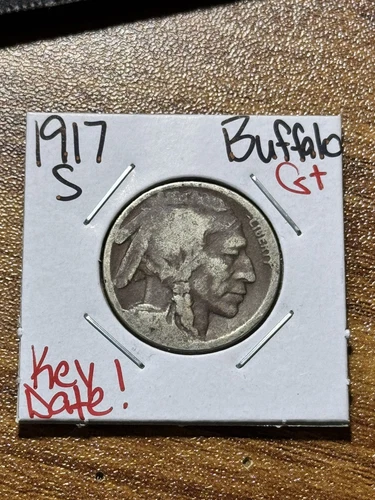 1917 Buffalo
S G+
LIBERTY
Key
Date!